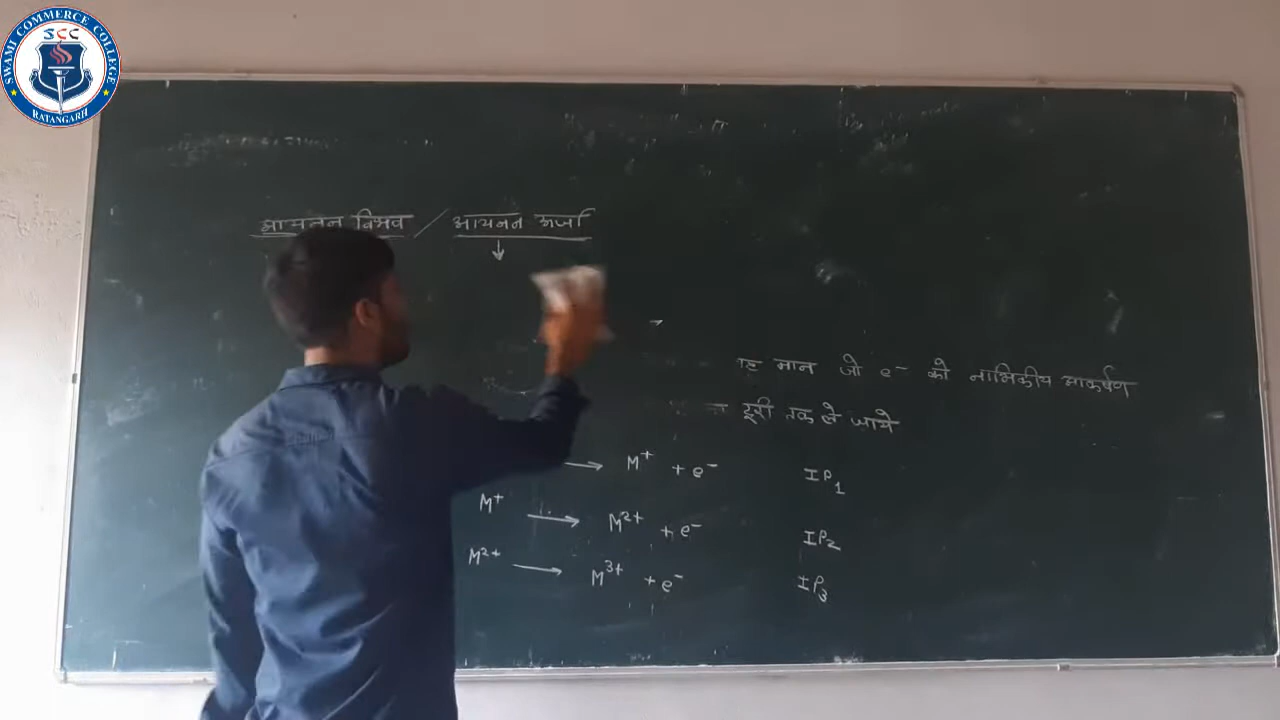 SWAMI COMMERCE COLLEGE
SCC
RATANGARH
आयनन विभव / आयनन ऊर्जा
↓
मान जो e⁻ को नाभिकीय आकर्षण
दूरी तक ले जाये
→ M⁺ + e⁻ IP₁
M⁺ → M²⁺ + e⁻ IP₂
M²⁺ → M³⁺ + e⁻ IP₃